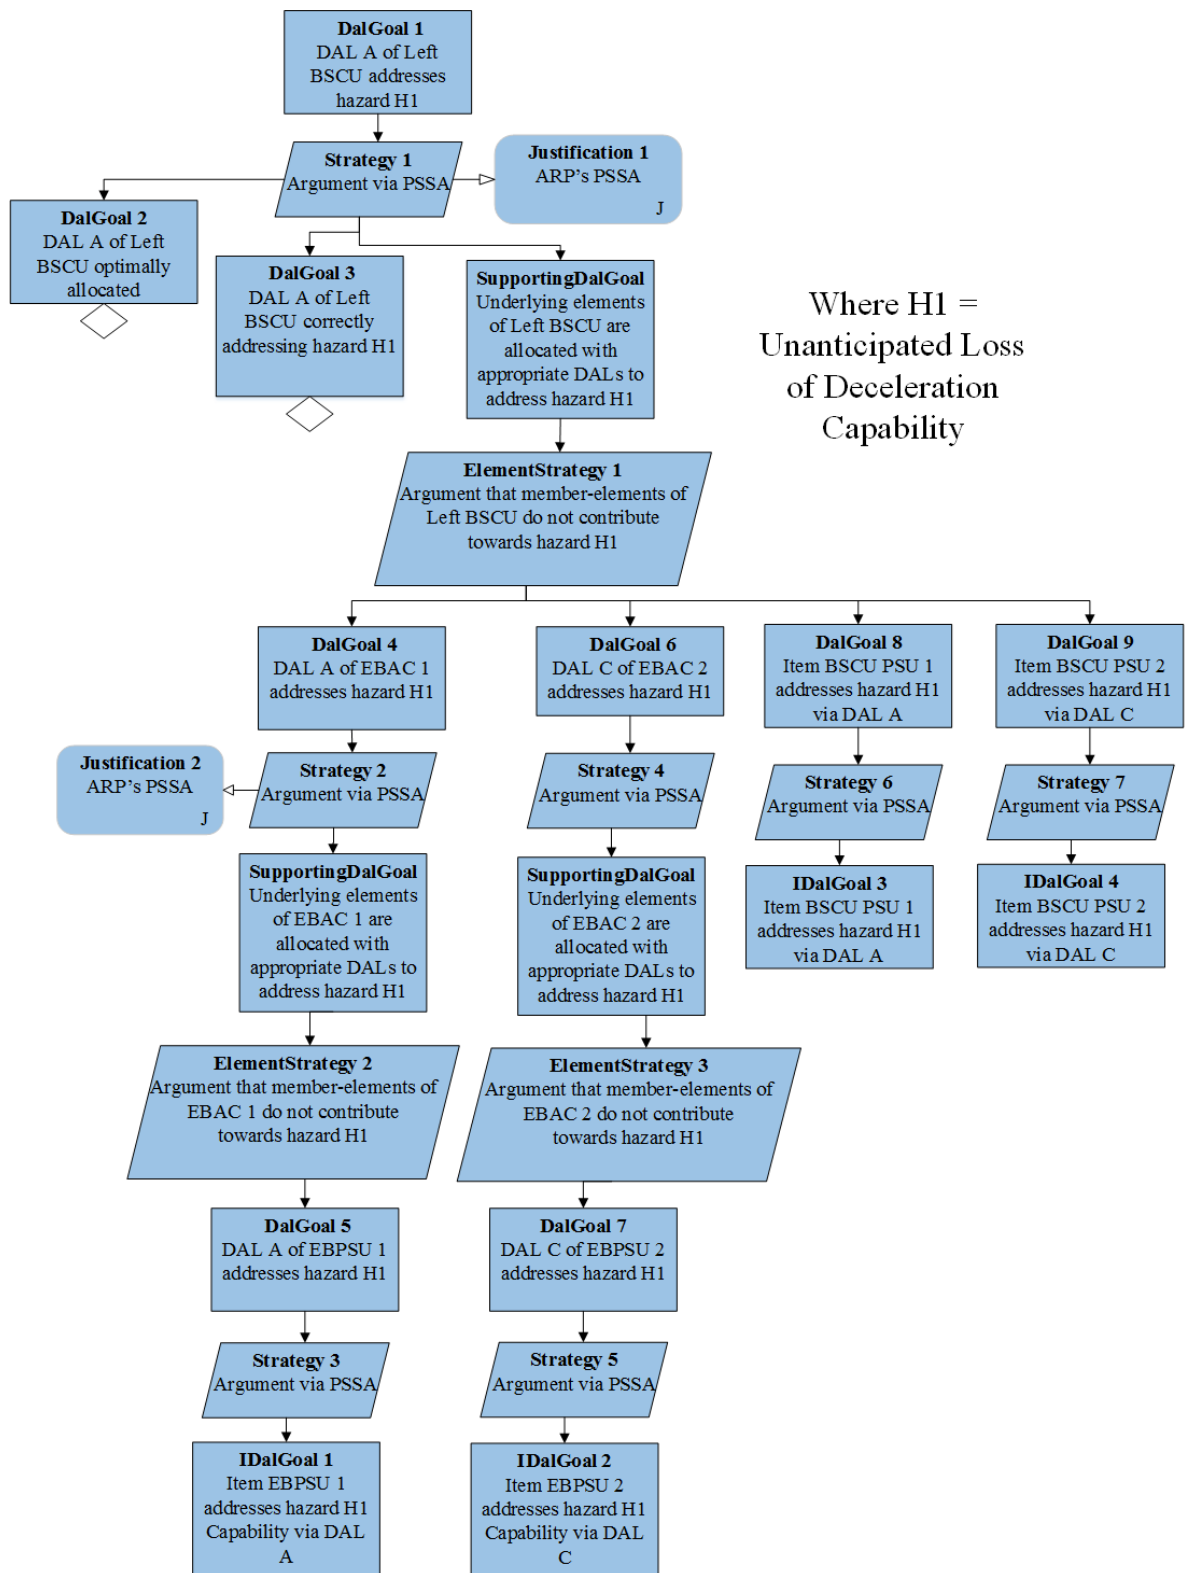 DalGoal 1
DAL A of Left
BSCU addresses
hazard H1
Strategy 1
Argument via PSSA
Justification 1
ARP's PSSA
J
DalGoal 2
DAL A of Left
BSCU optimally
allocated
DalGoal 3
DAL A of Left
BSCU correctly
addressing hazard H1
SupportingDalGoal
Underlying elements
of Left BSCU are
allocated with
appropriate DALs to
address hazard H1
Where H1 =
Unanticipated Loss
of Deceleration
Capability
ElementStrategy 1
Argument that member-elements of
Left BSCU do not contribute
towards hazard H1
DalGoal 4
DAL A of EBAC 1
addresses hazard H1
DalGoal 6
DAL C of EBAC 2
addresses hazard H1
DalGoal 8
Item BSCU PSU 1
addresses hazard H1
via DAL A
DalGoal 9
Item BSCU PSU 2
addresses hazard H1
via DAL C
Justification 2
ARP's PSSA
J
Strategy 2
Argument via PSSA
Strategy 4
Argument via PSSA
Strategy 6
Argument via PSSA
Strategy 7
Argument via PSSA
SupportingDalGoal
Underlying elements
of EBAC 1 are
allocated with
appropriate DALs to
address hazard H1
SupportingDalGoal
Underlying elements
of EBAC 2 are
allocated with
appropriate DALs to
address hazard H1
IDalGoal 3
Item BSCU PSU 1
addresses hazard H1
via DAL A
IDalGoal 4
Item BSCU PSU 2
addresses hazard H1
via DAL C
ElementStrategy 2
Argument that member-elements of
EBAC 1 do not contribute
towards hazard H1
ElementStrategy 3
Argument that member-elements of
EBAC 2 do not contribute
towards hazard H1
DalGoal 5
DAL A of EBPSU 1
addresses hazard H1
DalGoal 7
DAL C of EBPSU 2
addresses hazard H1
Strategy 3
Argument via PSSA
Strategy 5
Argument via PSSA
IDalGoal 1
Item EBPSU 1
addresses hazard H1
Capability via DAL
A
IDalGoal 2
Item EBPSU 2
addresses hazard H1
Capability via DAL
C